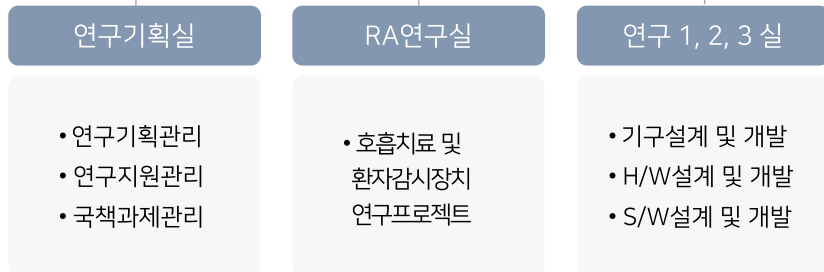 연구기획실
• 연구기획관리
• 연구지원관리
• 국책과제관리
RA연구실
• 호흡치료 및
환자감시장치
연구프로젝트
연구 1, 2, 3 실
• 기구설계 및 개발
• H/W설계 및 개발
• S/W설계 및 개발